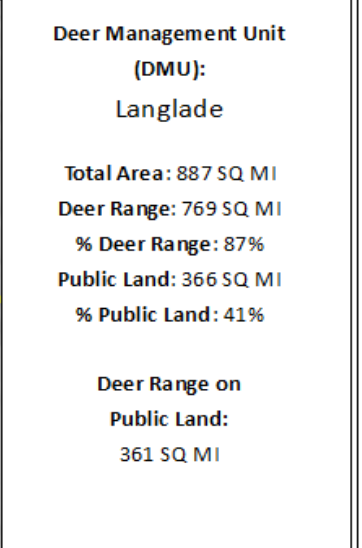 Deer Management Unit
(DMU):
Langlade
Total Area: 887 SQ MI
Deer Range: 769 SQ MI
% Deer Range: 87%
Public Land: 366 SQ MI
% Public Land: 41%
Deer Range on
Public Land:
361 SQ MI